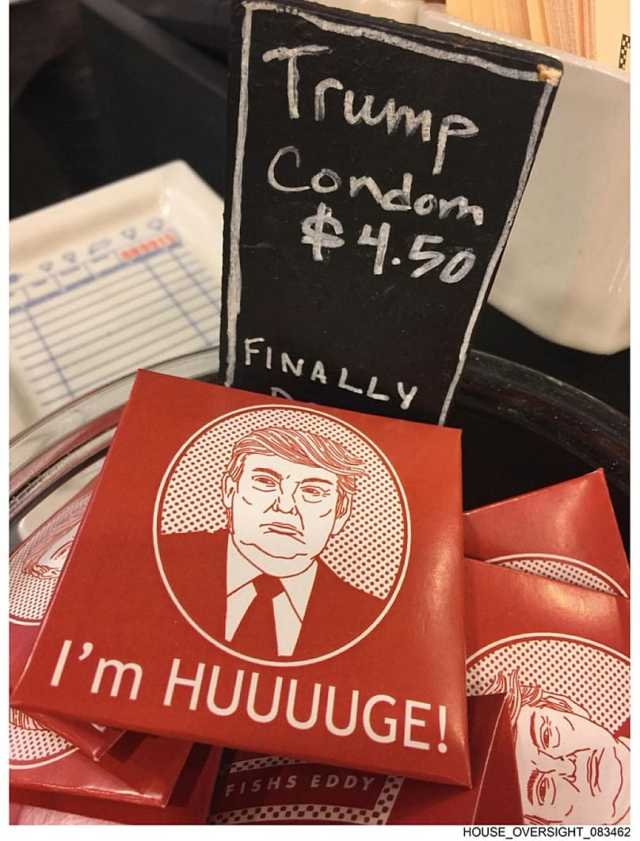 Trump
Condom
$4.50
FINALLY
I'm HUUUUGE!
FISHS EDDY
HOUSE_OVERSIGHT_083462